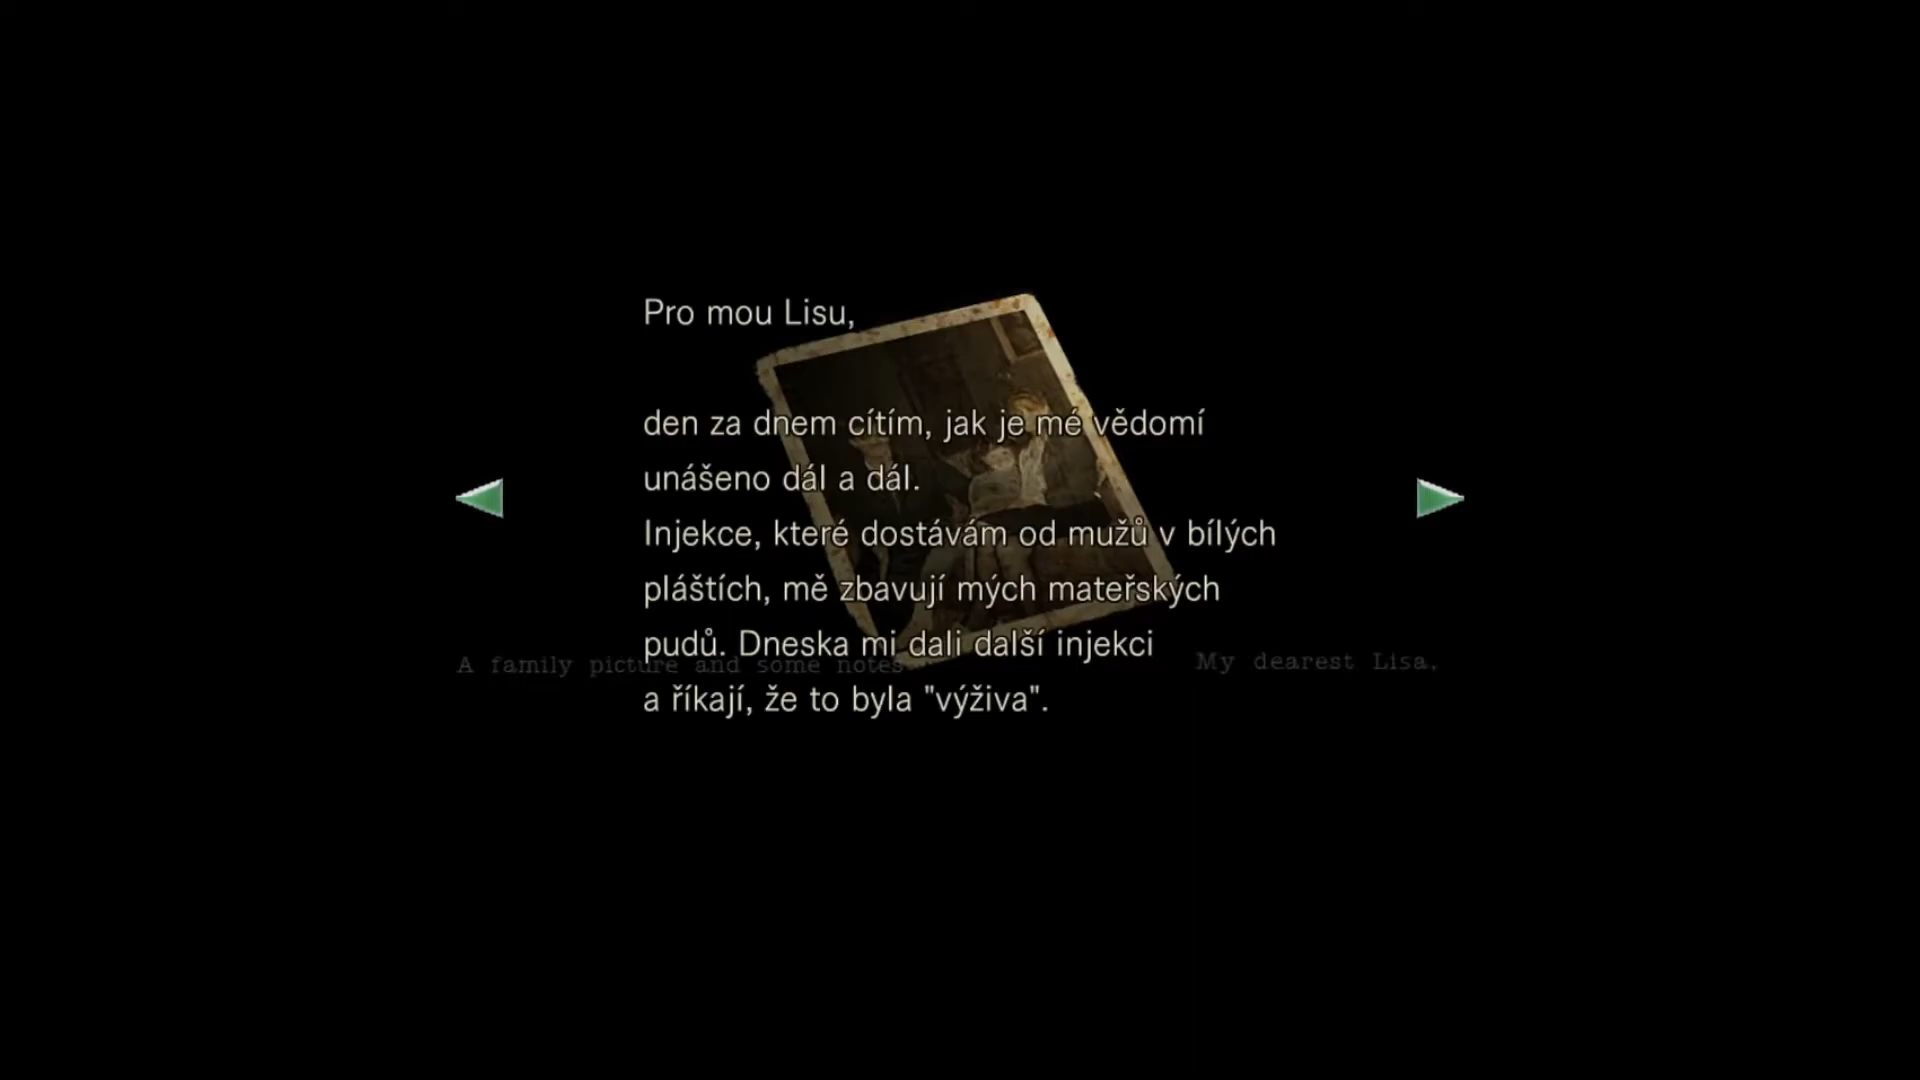 Pro mou Lisu,
den za dnem cítím, jak je mé vědomí
unášeno dál a dál.
Injekce, které dostávám od mužů v bílých
pláštích, mě zbavují mých mateřských
pudů. Dneska mi dali další injekci
a říkají, že to byla "výživa".
A family picture and some notes
My dearest Lisa,